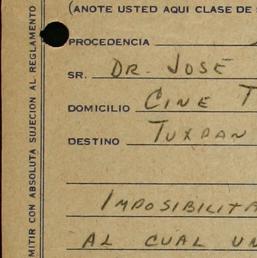 (ANOTE USTED AQUI CLASE DE
PROCEDENCIA
SR. DR. JOSE
DOMICILIO CINE T
DESTINO TUXPAN
IMPOSIBILITA
AL CUAL UN
MITIR CON ABSOLUTA SUJECION AL REGLAMENTO